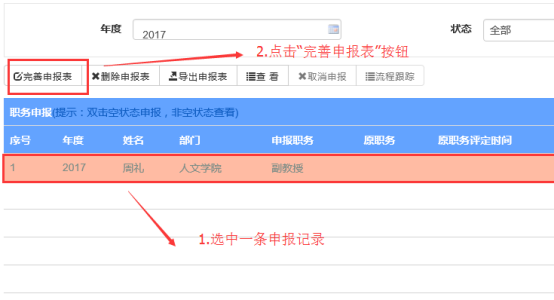 年度 2017 状态 全部
2.点击“完善申报表”按钮
完善申报表 删除申报表 导出申报表 查 看 取消申报 流程跟踪
职务申报(提示：双击空状态申报，非空状态查看)
序号 年度 姓名 部门 申报职务 原职务 原职务评定时间
1 2017 周礼 人文学院 副教授
1.选中一条申报记录